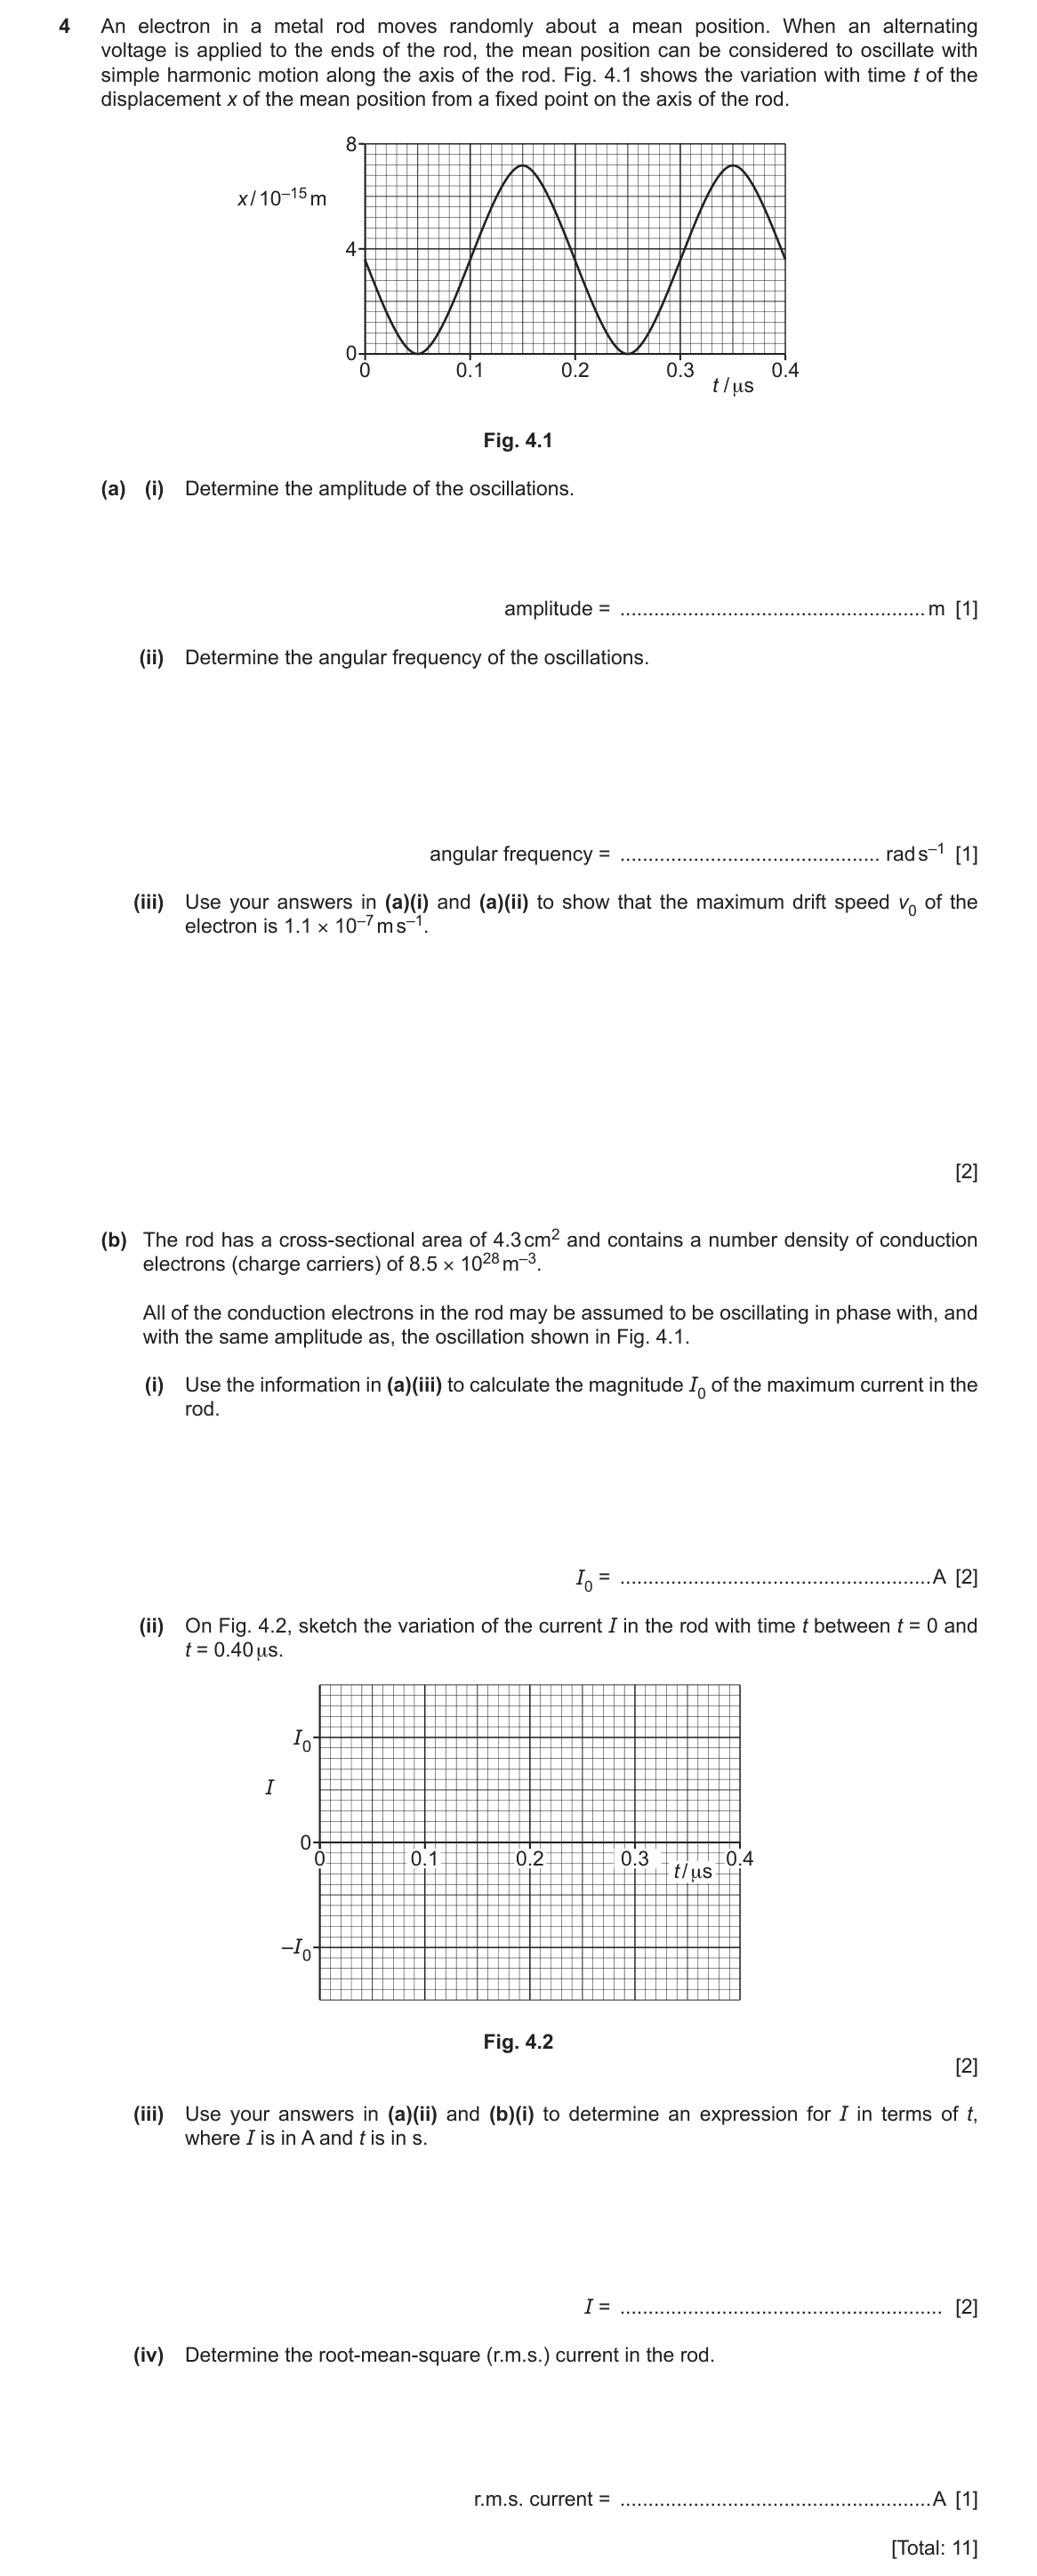 4 An electron in a metal rod moves randomly about a mean position. When an alternating
voltage is applied to the ends of the rod, the mean position can be considered to oscillate with
simple harmonic motion along the axis of the rod. Fig. 4.1 shows the variation with time t of the
displacement x of the mean position from a fixed point on the axis of the rod.
8
x / 10⁻¹⁵ m
4
0
0 0.1 0.2 0.3 0.4
t / μs
Fig. 4.1
(a) (i) Determine the amplitude of the oscillations.
amplitude = ...................................................... m [1]
(ii) Determine the angular frequency of the oscillations.
angular frequency = .............................................. rad s⁻¹ [1]
(iii) Use your answers in (a)(i) and (a)(ii) to show that the maximum drift speed v₀ of the
electron is 1.1 × 10⁻⁷ m s⁻¹.
[2]
(b) The rod has a cross-sectional area of 4.3 cm² and contains a number density of conduction
electrons (charge carriers) of 8.5 × 10²⁸ m⁻³.
All of the conduction electrons in the rod may be assumed to be oscillating in phase with, and
with the same amplitude as, the oscillation shown in Fig. 4.1.
(i) Use the information in (a)(iii) to calculate the magnitude I₀ of the maximum current in the
rod.
I₀ = ....................................................... A [2]
(ii) On Fig. 4.2, sketch the variation of the current I in the rod with time t between t = 0 and
t = 0.40 μs.
I₀
I
0
0 0.1 0.2 0.3 0.4
t / μs
–I₀
Fig. 4.2
[2]
(iii) Use your answers in (a)(ii) and (b)(i) to determine an expression for I in terms of t,
where I is in A and t is in s.
I = ......................................................... [2]
(iv) Determine the root-mean-square (r.m.s.) current in the rod.
r.m.s. current = ....................................................... A [1]
[Total: 11]